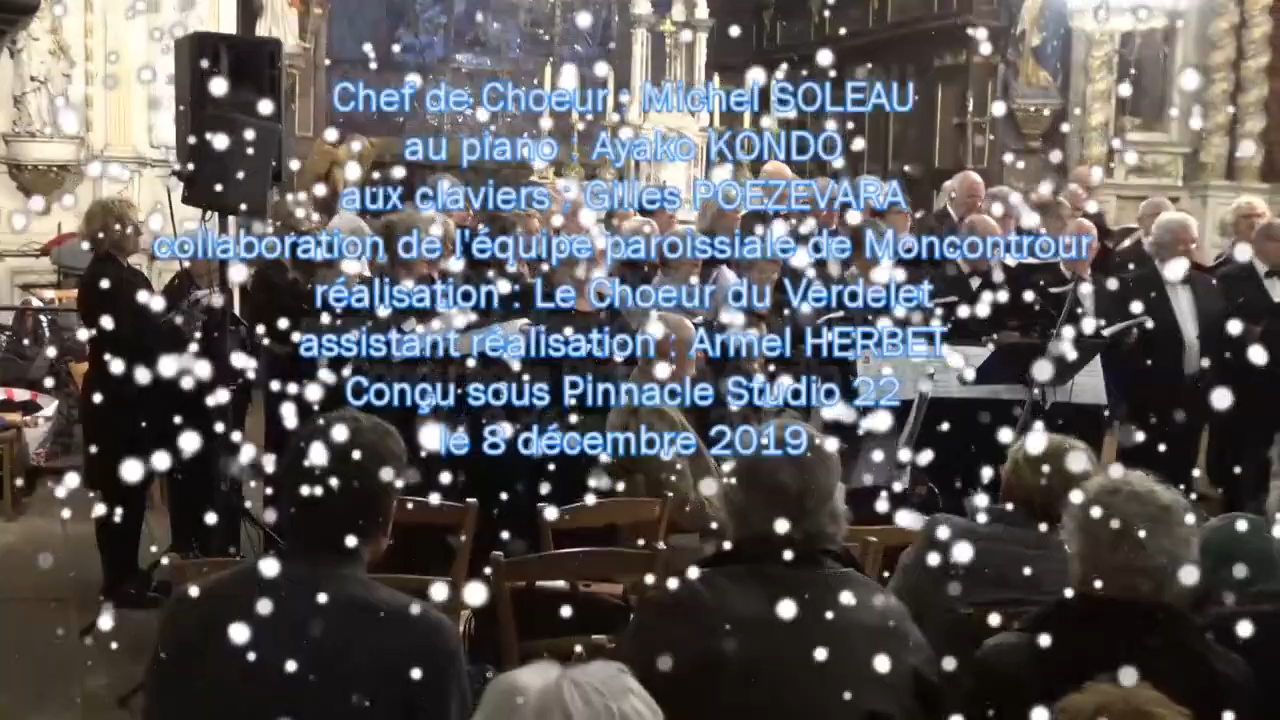 Chef de Choeur : Michel SOLEAU
au piano : Ayako KONDO
aux claviers : Gilles POEZEVARA
collaboration de l'équipe paroissiale de Moncontrour
réalisation : Le Choeur du Verdelet
assistant réalisation : Armel HERBET
Conçu sous Pinnacle Studio 22
le 8 décembre 2019